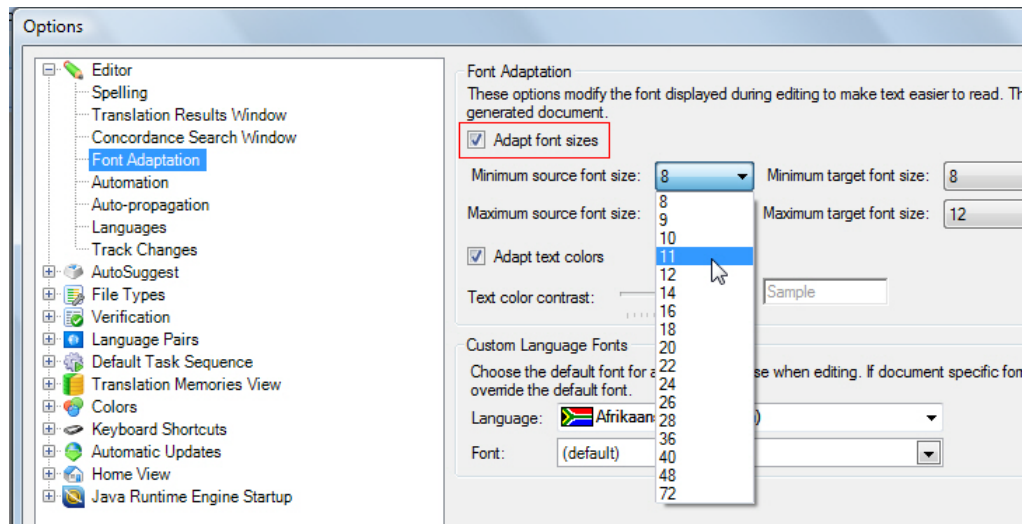 Options
Editor
Spelling
Translation Results Window
Concordance Search Window
Font Adaptation
Automation
Auto-propagation
Languages
Track Changes
AutoSuggest
File Types
Verification
Language Pairs
Default Task Sequence
Translation Memories View
Colors
Keyboard Shortcuts
Automatic Updates
Home View
Java Runtime Engine Startup
Font Adaptation
These options modify the font displayed during editing to make text easier to read.
generated document.
Adapt font sizes
Minimum source font size: 8 Minimum target font size: 8
Maximum source font size: Maximum target font size: 12
8
9
10
11
12
14
16
18
20
22
24
26
28
36
40
48
72
Adapt text colors
Text color contrast: Sample
Custom Language Fonts
Choose the default font for se when editing. If document specific
override the default font.
Language: Afrikaan )
Font: (default)